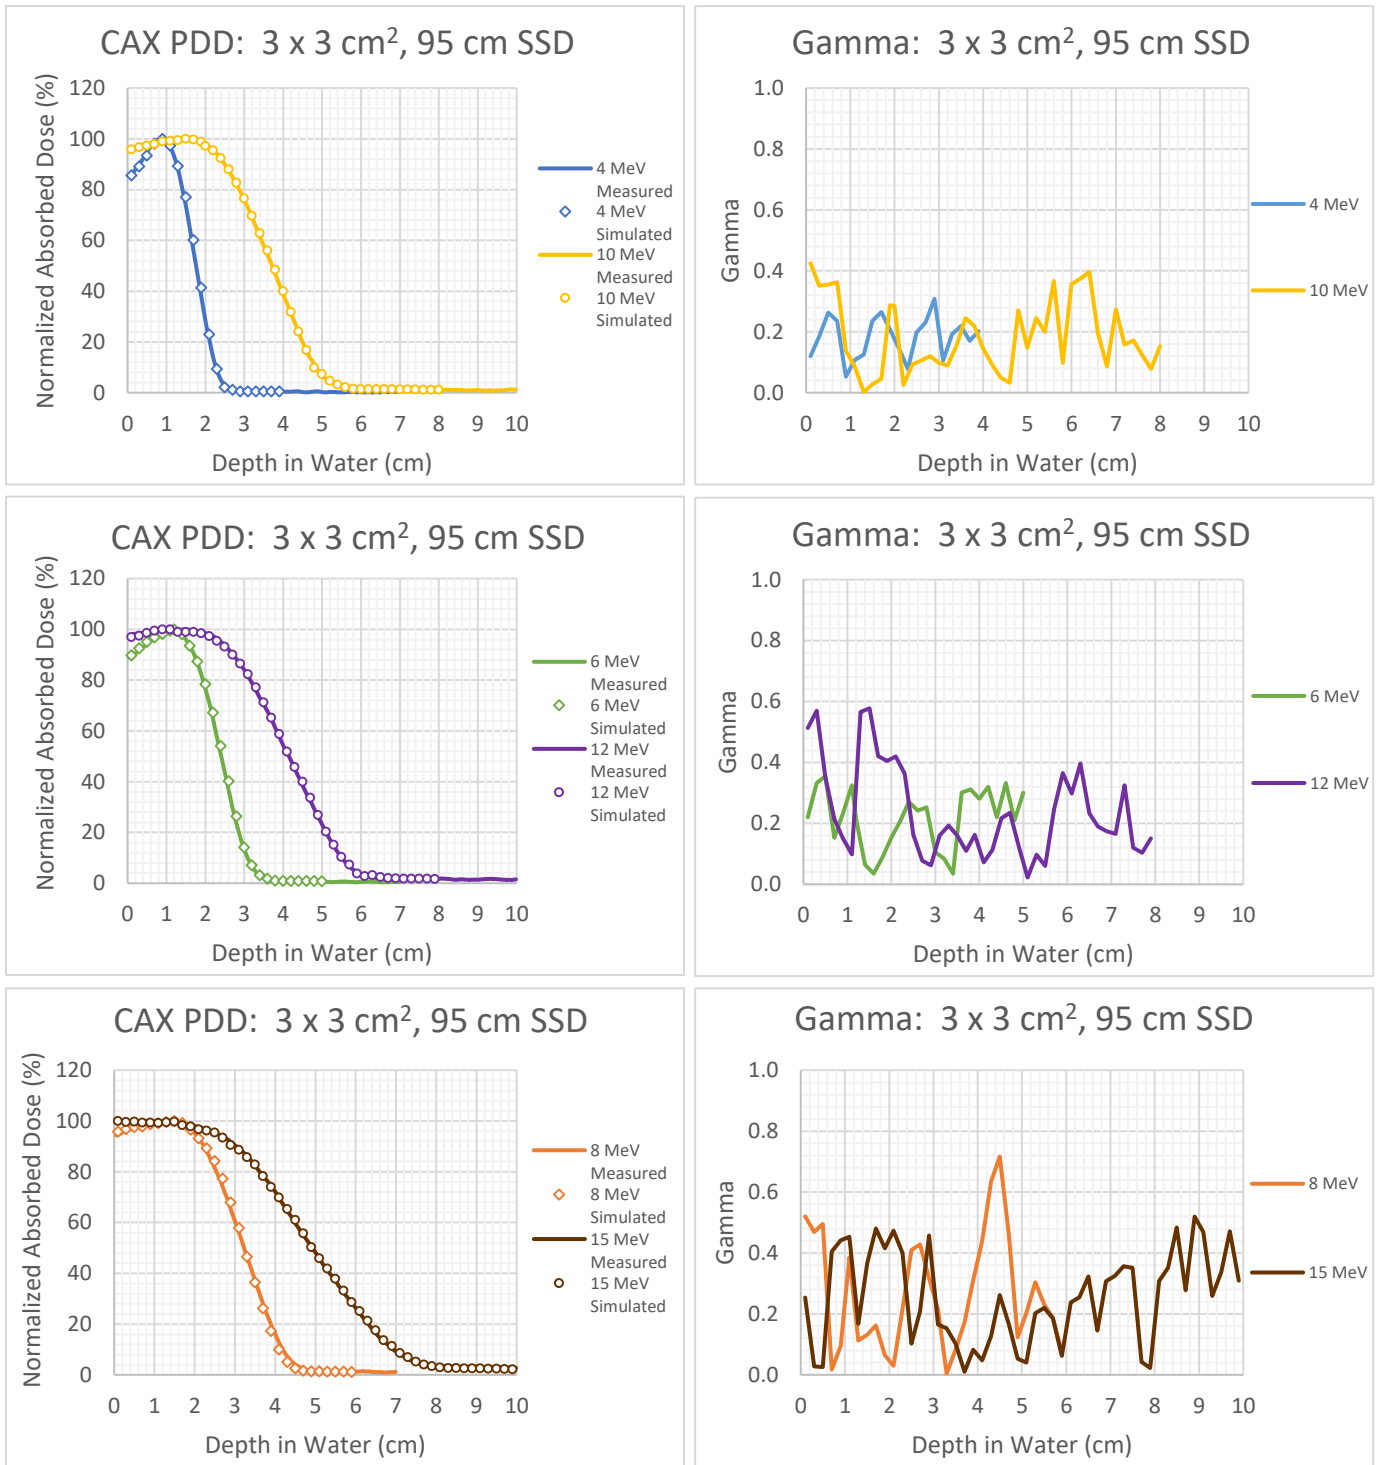 CAX PDD: 3 x 3 cm², 95 cm SSD
Normalized Absorbed Dose (%)
120
100
80
60
40
20
0
0 1 2 3 4 5 6 7 8 9 10
Depth in Water (cm)
4 MeV
Measured
4 MeV
Simulated
10 MeV
Measured
10 MeV
Simulated
Gamma: 3 x 3 cm², 95 cm SSD
Gamma
1.0
0.8
0.6
0.4
0.2
0.0
0 1 2 3 4 5 6 7 8 9 10
Depth in Water (cm)
4 MeV
10 MeV
CAX PDD: 3 x 3 cm², 95 cm SSD
Normalized Absorbed Dose (%)
120
100
80
60
40
20
0
0 1 2 3 4 5 6 7 8 9 10
Depth in Water (cm)
6 MeV
Measured
6 MeV
Simulated
12 MeV
Measured
12 MeV
Simulated
Gamma: 3 x 3 cm², 95 cm SSD
Gamma
1.0
0.8
0.6
0.4
0.2
0.0
0 1 2 3 4 5 6 7 8 9 10
Depth in Water (cm)
6 MeV
12 MeV
CAX PDD: 3 x 3 cm², 95 cm SSD
Normalized Absorbed Dose (%)
120
100
80
60
40
20
0
0 1 2 3 4 5 6 7 8 9 10
Depth in Water (cm)
8 MeV
Measured
8 MeV
Simulated
15 MeV
Measured
15 MeV
Simulated
Gamma: 3 x 3 cm², 95 cm SSD
Gamma
1.0
0.8
0.6
0.4
0.2
0.0
0 1 2 3 4 5 6 7 8 9 10
Depth in Water (cm)
8 MeV
15 MeV